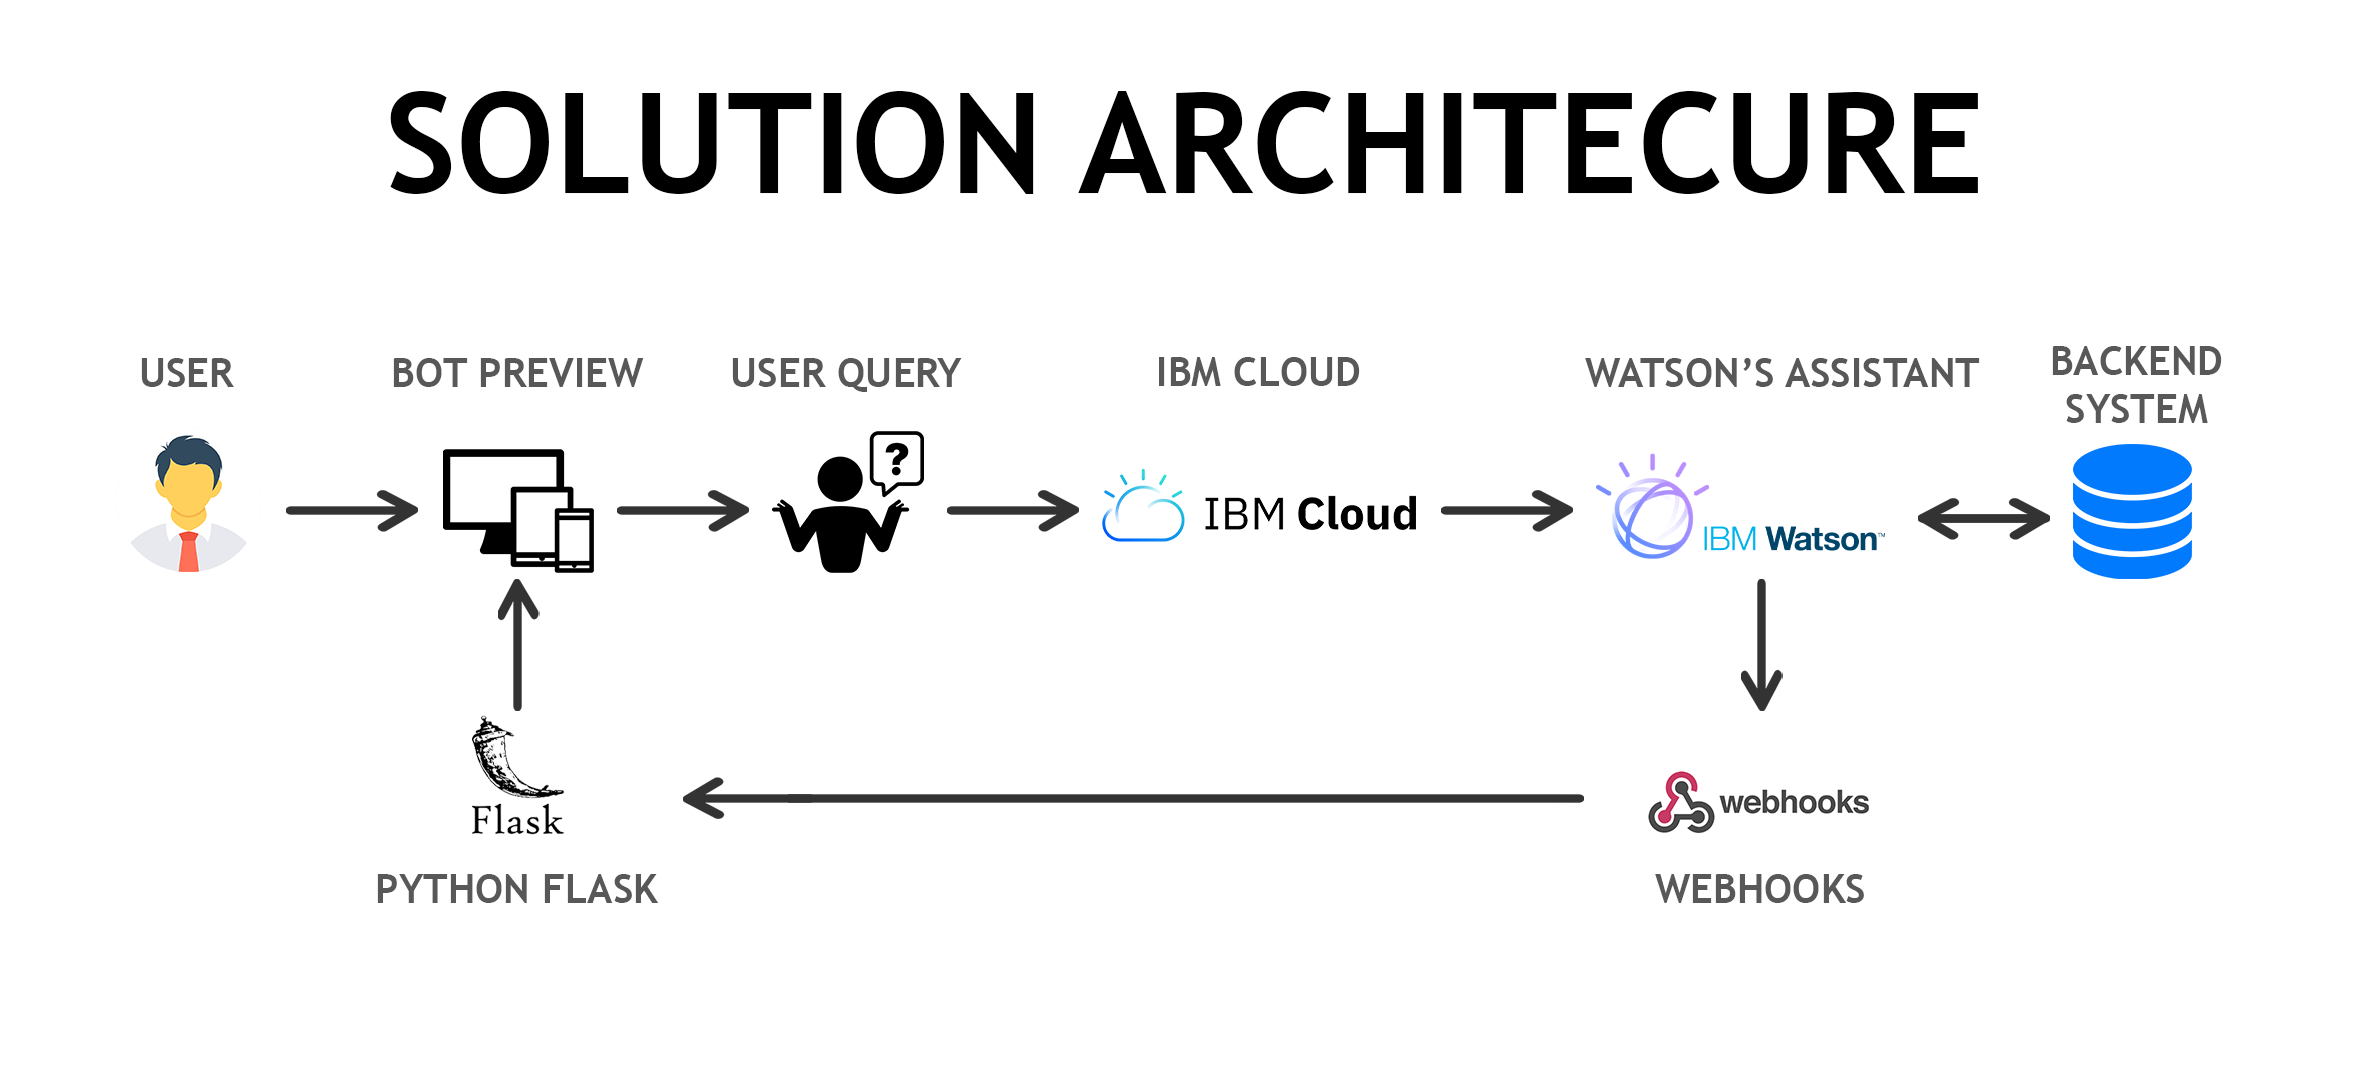 SOLUTION ARCHITECURE
USER
BOT PREVIEW
USER QUERY
IBM CLOUD
WATSON’S ASSISTANT
BACKEND
SYSTEM
?
IBM Cloud
IBM Watson™
Flask
webhooks
PYTHON FLASK
WEBHOOKS